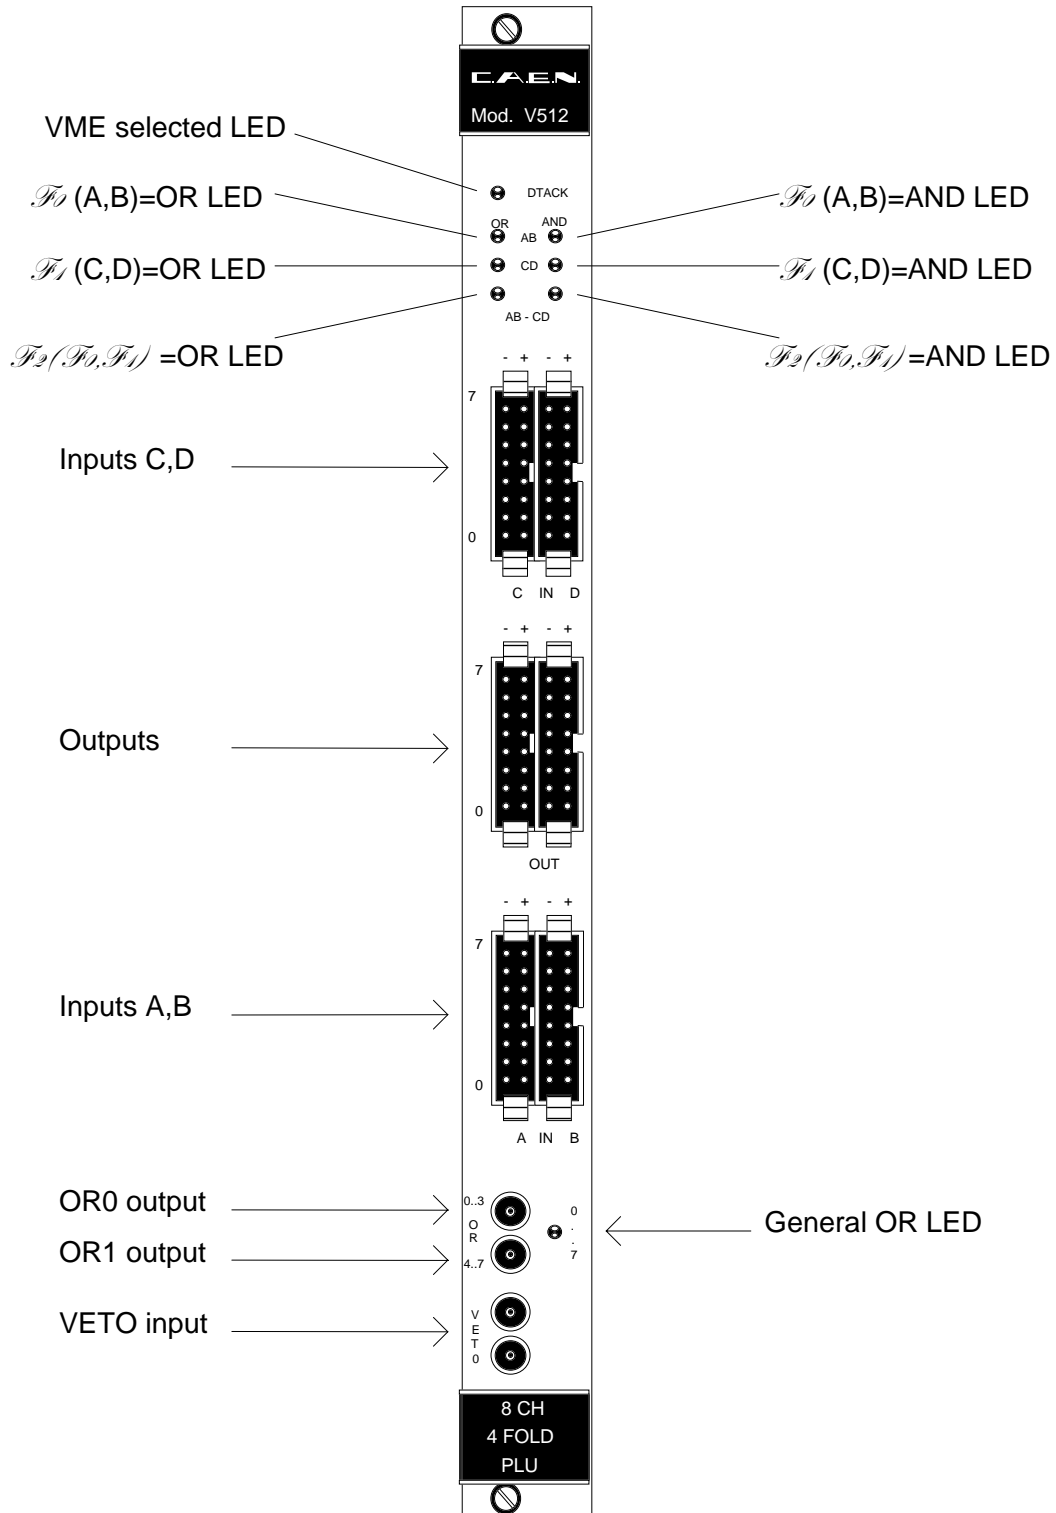 C.A.E.N.
Mod. V512
VME selected LED
DTACK
ℱ0 (A,B)=OR LED
OR AND
ℱ0 (A,B)=AND LED
AB
ℱ1 (C,D)=OR LED
CD
ℱ1 (C,D)=AND LED
AB - CD
ℱ2(ℱ0,ℱ1) =OR LED
ℱ2(ℱ0,ℱ1) =AND LED
- + - +
7
Inputs C,D
0
C IN D
- + - +
7
Outputs
0
OUT
- + - +
7
Inputs A,B
0
A IN B
OR0 output
0..3
OR
0..7
General OR LED
OR1 output
4..7
VETO input
VET0
8 CH
4 FOLD
PLU